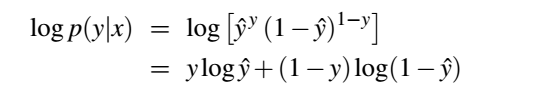 log p(y|x) = log [ŷ^y (1 − ŷ)^{1−y}]
= y log ŷ + (1 − y) log(1 − ŷ)